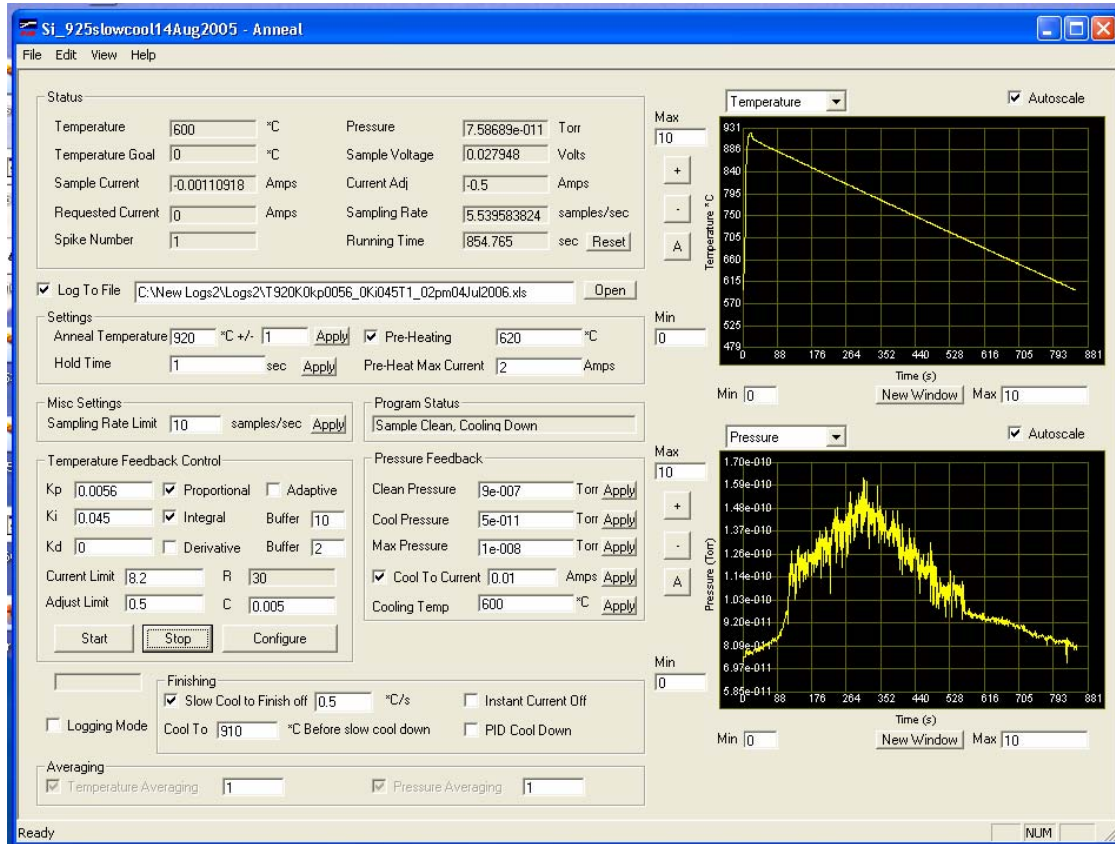 Si_925slowcool14Aug2005 - Anneal
File Edit View Help
Status
Temperature 600 °C Pressure 7.58689e-011 Torr
Temperature Goal 0 °C Sample Voltage 0.027948 Volts
Sample Current -0.00110918 Amps Current Adj -0.5 Amps
Requested Current 0 Amps Sampling Rate 5.539583824 samples/sec
Spike Number 1 Running Time 854.765 sec Reset
Log To File C:\New Logs2\Logs2\T920K0kp0056_0Ki045T1_02pm04Jul2006.xls Open
Settings
Anneal Temperature 920 °C +/- 1 Apply Pre-Heating 620 °C
Hold Time 1 sec Apply Pre-Heat Max Current 2 Amps
Misc Settings
Sampling Rate Limit 10 samples/sec Apply
Program Status
Sample Clean, Cooling Down
Temperature Feedback Control
Kp 0.0056 Proportional Adaptive
Ki 0.045 Integral Buffer 10
Kd 0 Derivative Buffer 2
Current Limit 8.2 R 30
Adjust Limit 0.5 C 0.005
Start Stop Configure
Pressure Feedback
Clean Pressure 9e-007 Torr Apply
Cool Pressure 5e-011 Torr Apply
Max Pressure 1e-008 Torr Apply
Cool To Current 0.01 Amps Apply
Cooling Temp 600 °C Apply
Logging Mode
Finishing
Slow Cool to Finish off 0.5 °C/s Instant Current Off
Cool To 910 °C Before slow cool down PID Cool Down
Averaging
Temperature Averaging 1 Pressure Averaging 1
Temperature Autoscale
Max
10
+
-
A
Min
0
Temperature °C
931
886
840
795
750
705
660
615
570
525
479
0 88 176 264 352 440 528 616 705 793 881
Time (s)
Min 0 New Window Max 10
Pressure Autoscale
Max
10
+
-
A
Min
0
Pressure (Torr)
1.70e-010
1.59e-010
1.48e-010
1.37e-010
1.26e-010
1.14e-010
1.03e-010
9.20e-011
6.97e-011
5.85e-011
0 88 176 264 352 440 528 616 705 793 881
Time (s)
Min 0 New Window Max 10
Ready NUM